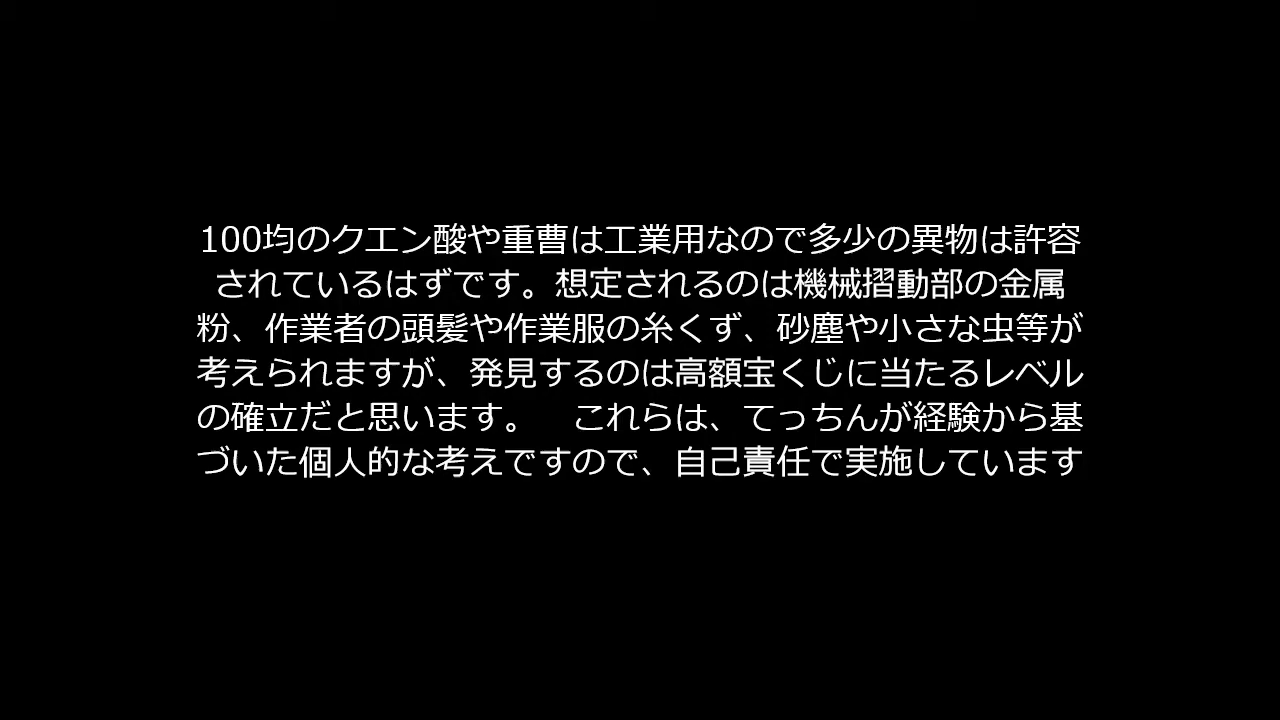 100均のクエン酸や重曹は工業用なので多少の異物は許容
されているはずです。想定されるのは機械摺動部の金属
粉、作業者の頭髪や作業服の糸くず、砂塵や小さな虫等が
考えられますが、発見するのは高額宝くじに当たるレベル
の確立だと思います。　これらは、てっちんが経験から基
づいた個人的な考えですので、自己責任で実施しています